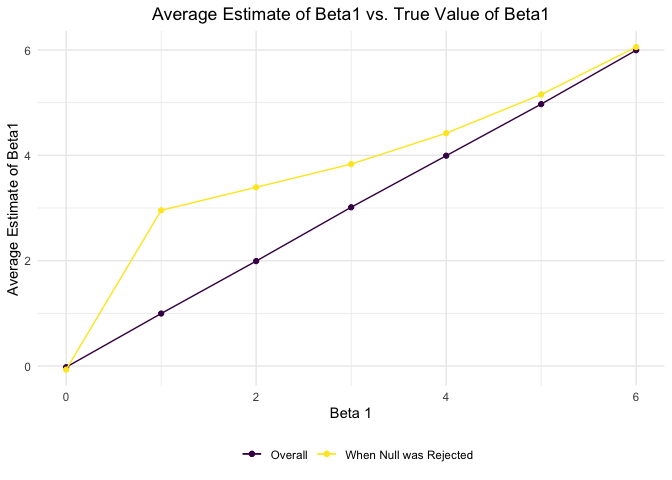 Average Estimate of Beta1 vs. True Value of Beta1
Average Estimate of Beta1
6
4
2
0
0 2 4 6
Beta 1
Overall When Null was Rejected